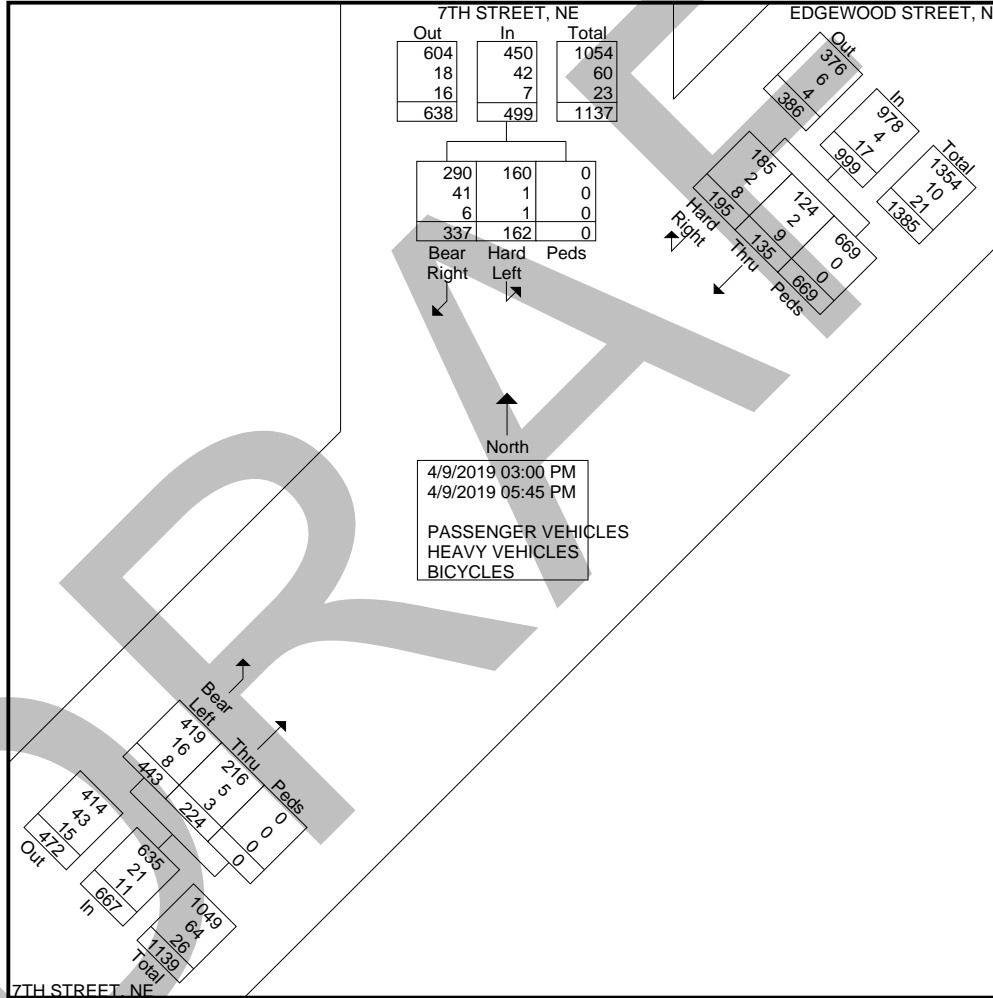 7TH STREET, NE
Out In Total
604 450 1054
18 42 60
16 7 23
638 499 1137
290 160 0
41 1 0
6 1 0
337 162 0
Bear Right Hard Left Peds
EDGEWOOD STREET, N
Out
376
6
4
386
In
978
4
17
999
Total
1354
10
21
1385
185
2
8
195
Hard Right
124
2
9
135
Thru
669
0
0
669
Peds
North
4/9/2019 03:00 PM
4/9/2019 05:45 PM
PASSENGER VEHICLES
HEAVY VEHICLES
BICYCLES
Bear Left
419
16
8
443
Thru
216
5
3
224
Peds
0
0
0
0
414
43
15
472
Out
635
21
11
667
In
1049
64
26
1139
Total
7TH STREET, NE
DRAF